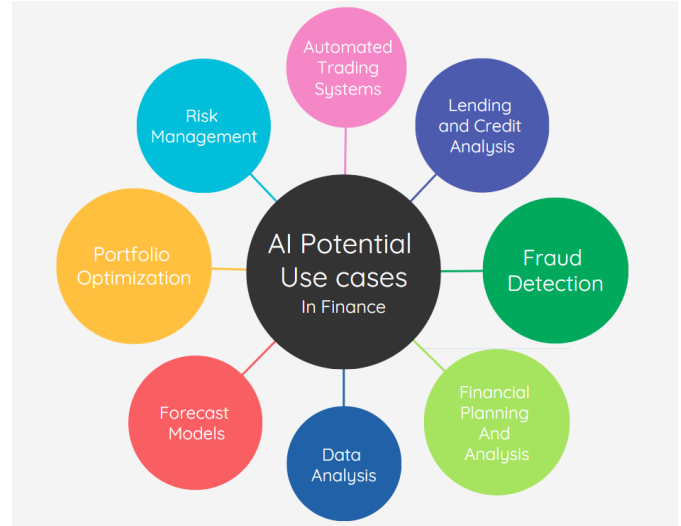 Automated
Trading
Systems
Lending
and Credit
Analysis
Risk
Management
AI Potential
Use cases
In Finance
Fraud
Detection
Portfolio
Optimization
Financial
Planning
And
Analysis
Forecast
Models
Data
Analysis